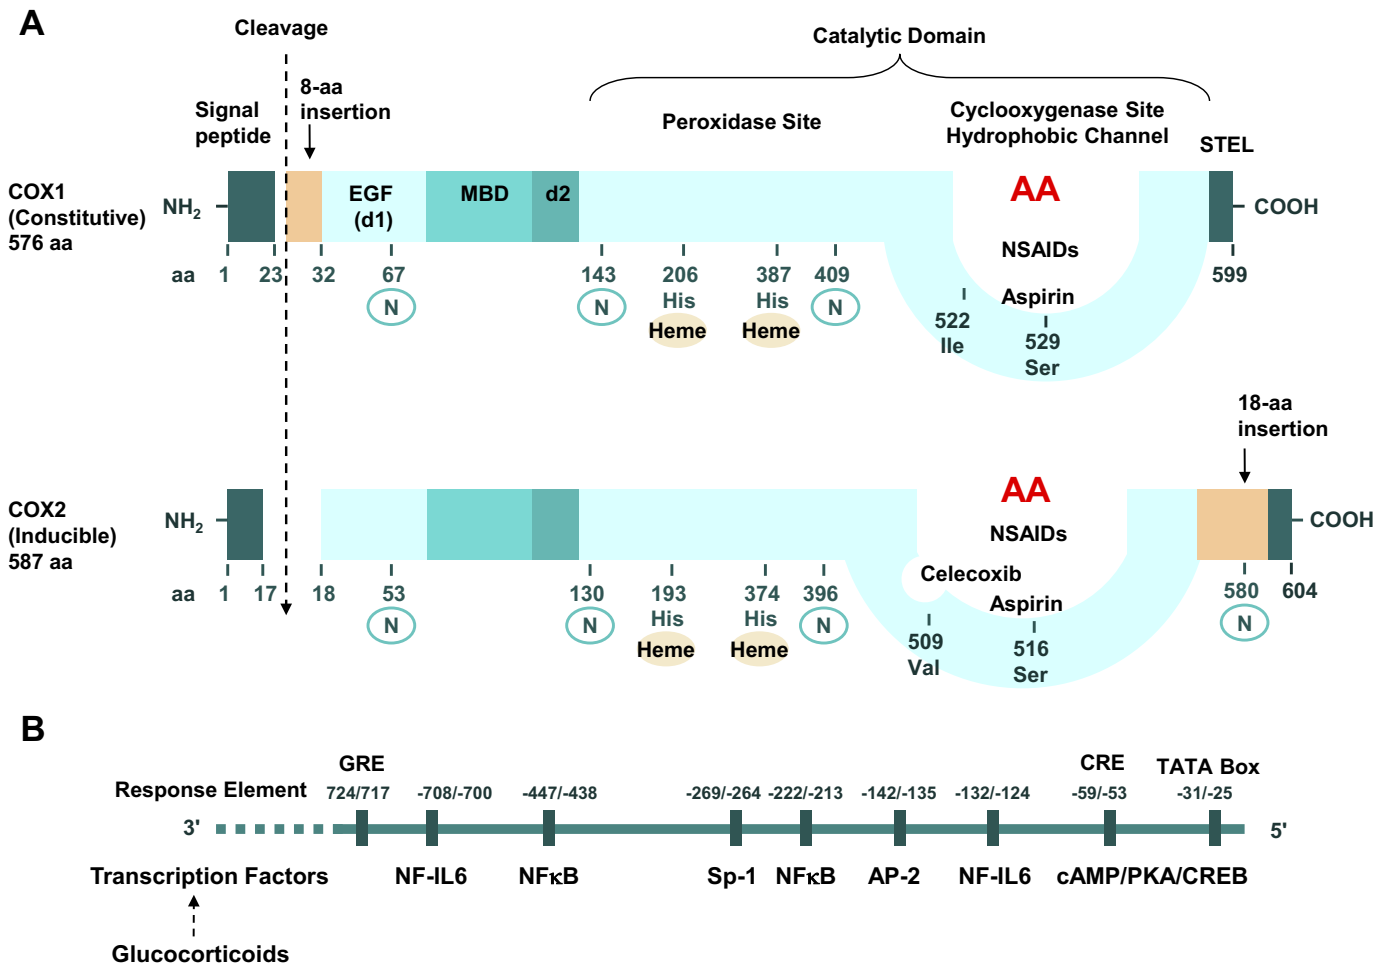 A
Cleavage
Catalytic Domain
8-aa
insertion
Signal
peptide
Peroxidase Site
Cyclooxygenase Site
Hydrophobic Channel
STEL
COX1
(Constitutive)
576 aa
NH2
EGF
(d1)
MBD
d2
AA
NSAIDs
Aspirin
COOH
aa 1 23 32 67 143 206 387 409 522 529 599
N N His His N Ile Ser
Heme Heme
18-aa
insertion
COX2
(Inducible)
587 aa
NH2
AA
NSAIDs
Celecoxib
Aspirin
COOH
aa 1 17 18 53 130 193 374 396 509 516 580 604
N N His His N Val Ser N
Heme Heme
B
GRE CRE TATA Box
Response Element 724/717 -708/-700 -447/-438 -269/-264 -222/-213 -142/-135 -132/-124 -59/-53 -31/-25
3' 5'
Transcription Factors NF-IL6 NFκB Sp-1 NFκB AP-2 NF-IL6 cAMP/PKA/CREB
Glucocorticoids